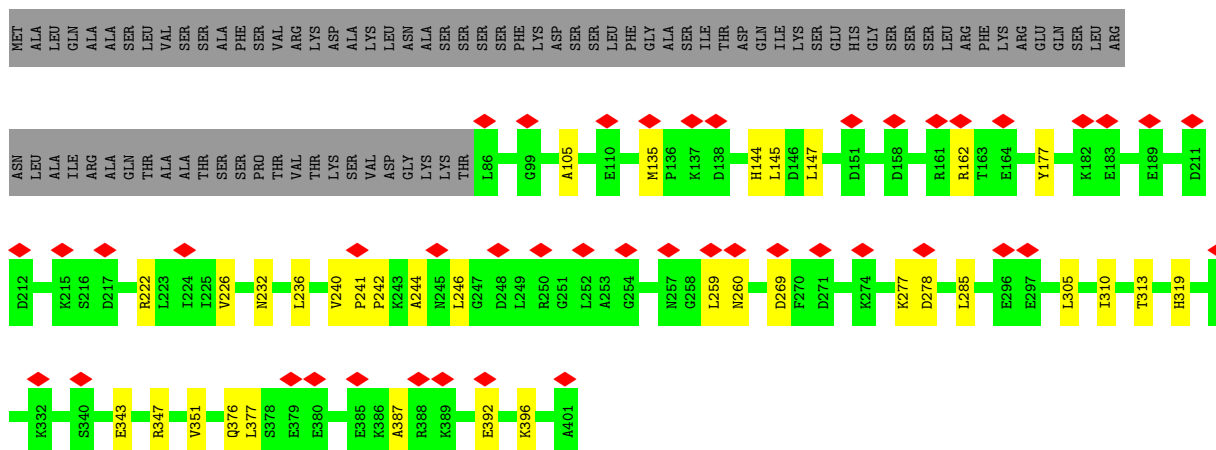 MET ALA LEU GLN ALA ALA SER LEU VAL SER SER ALA PHE SER VAL ARG LYS ASP ALA LYS LEU ASN ALA SER SER SER SER PHE LYS ASP SER SER LEU PHE GLY ALA SER ILE THR ASP GLN ILE LYS SER GLU HIS GLY SER SER SER LEU ARG PHE LYS ARG GLU GLN SER LEU ARG
ASN LEU ALA ILE ARG ALA GLN THR ALA ALA THR SER SER PRO THR VAL THR LYS SER VAL ASP GLY LYS LYS THR L86 G99 A105 E110 M135 P136 K137 D138 H144 L145 D146 L147 D151 D158 R161 R162 T163 E164 Y177 K182 E183 E189 D211
D212 K215 S216 D217 R222 L223 I224 I225 V226 N232 L236 V240 P241 P242 K243 A244 N245 L246 G247 D248 L249 R250 G251 L252 A253 G254 N257 G258 L259 N260 D269 F270 D271 K274 K277 D278 L285 E296 E297 L305 I310 T313 H319
K332 S340 E343 R347 V351 Q376 L377 S378 E379 E380 E385 K386 A387 R388 K389 E392 K396 A401